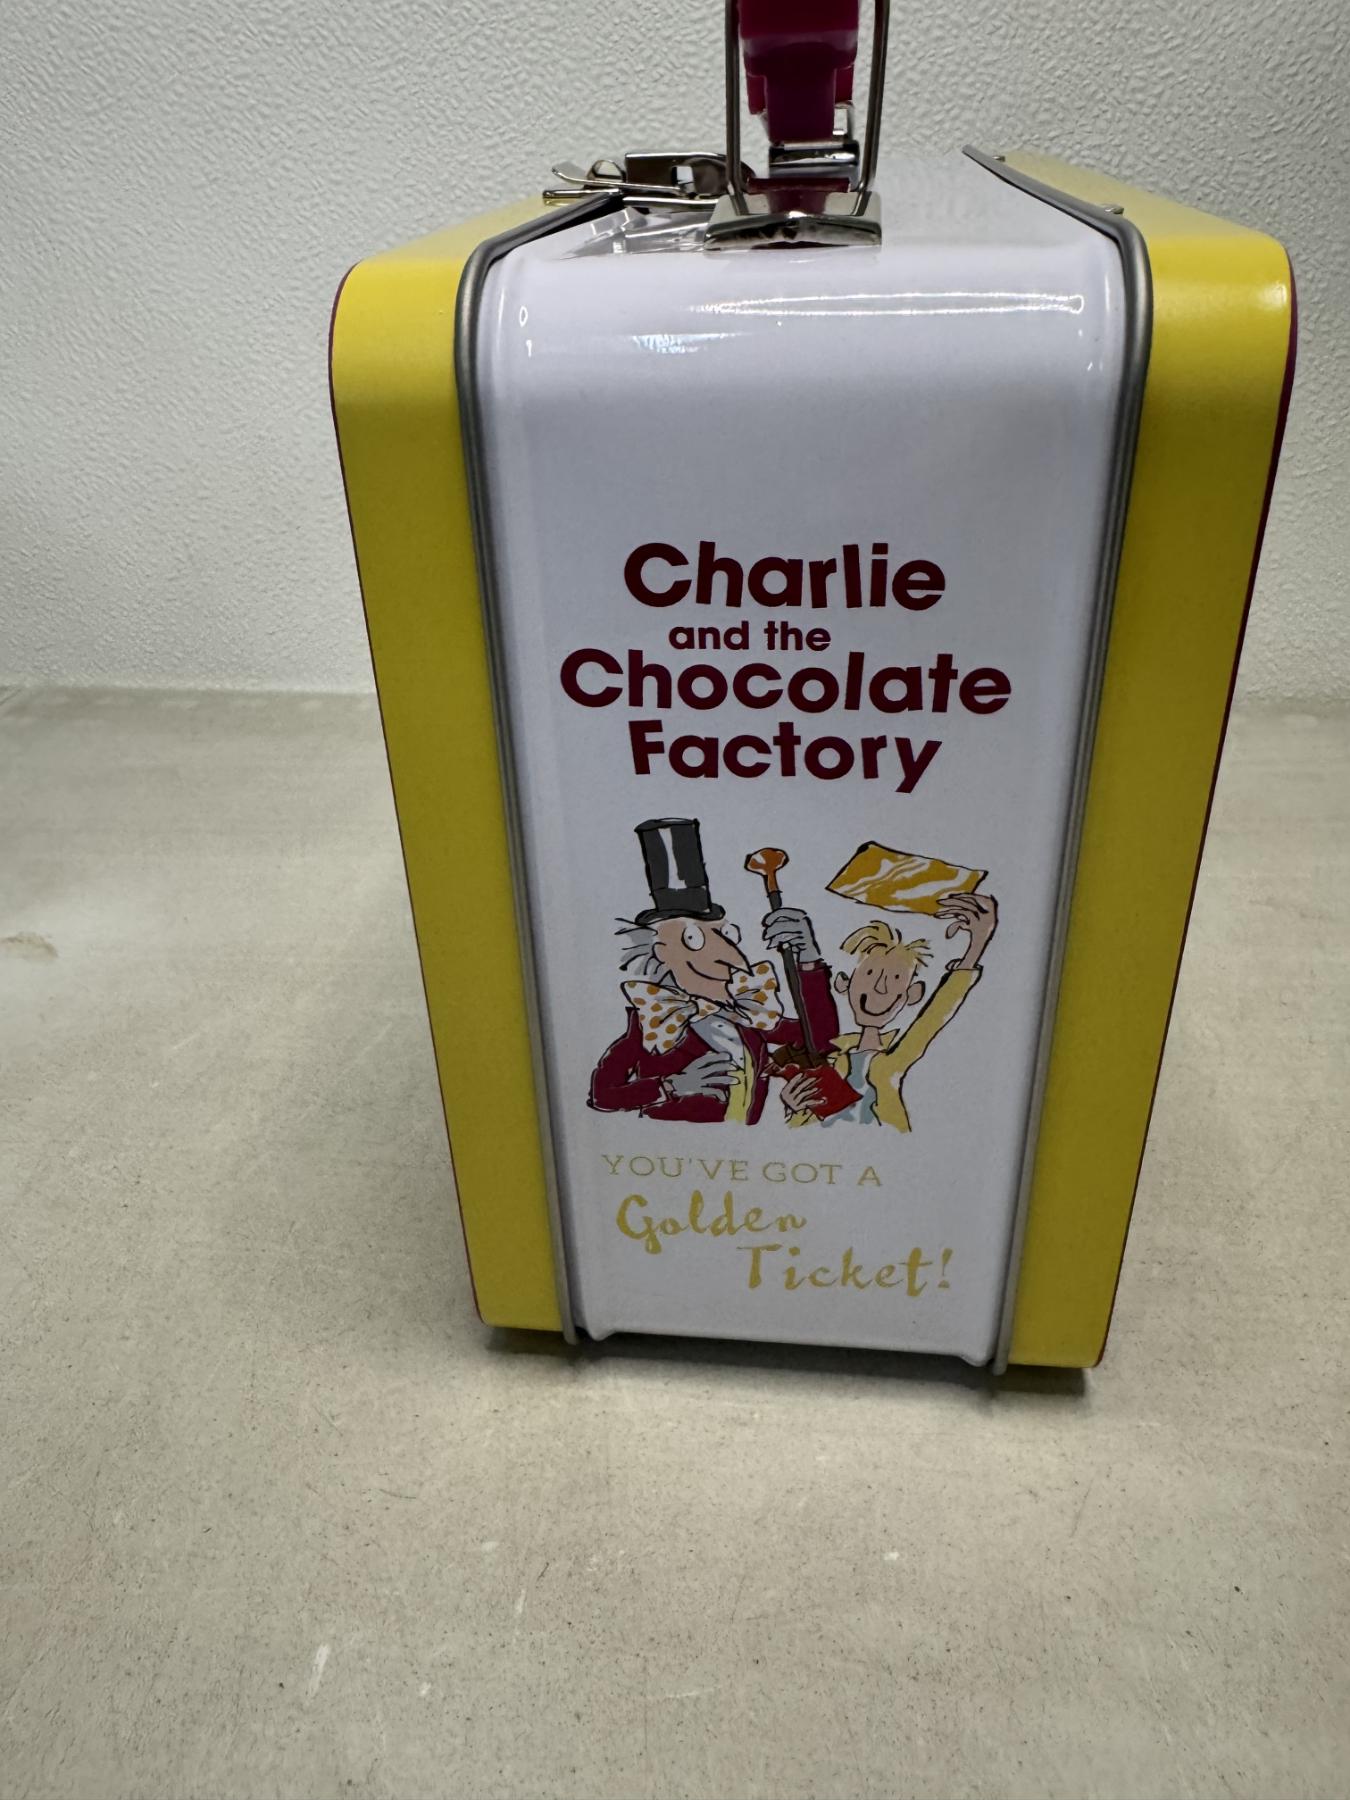 Charlie
and the
Chocolate
Factory
YOU'VE GOT A
Golden
Ticket!